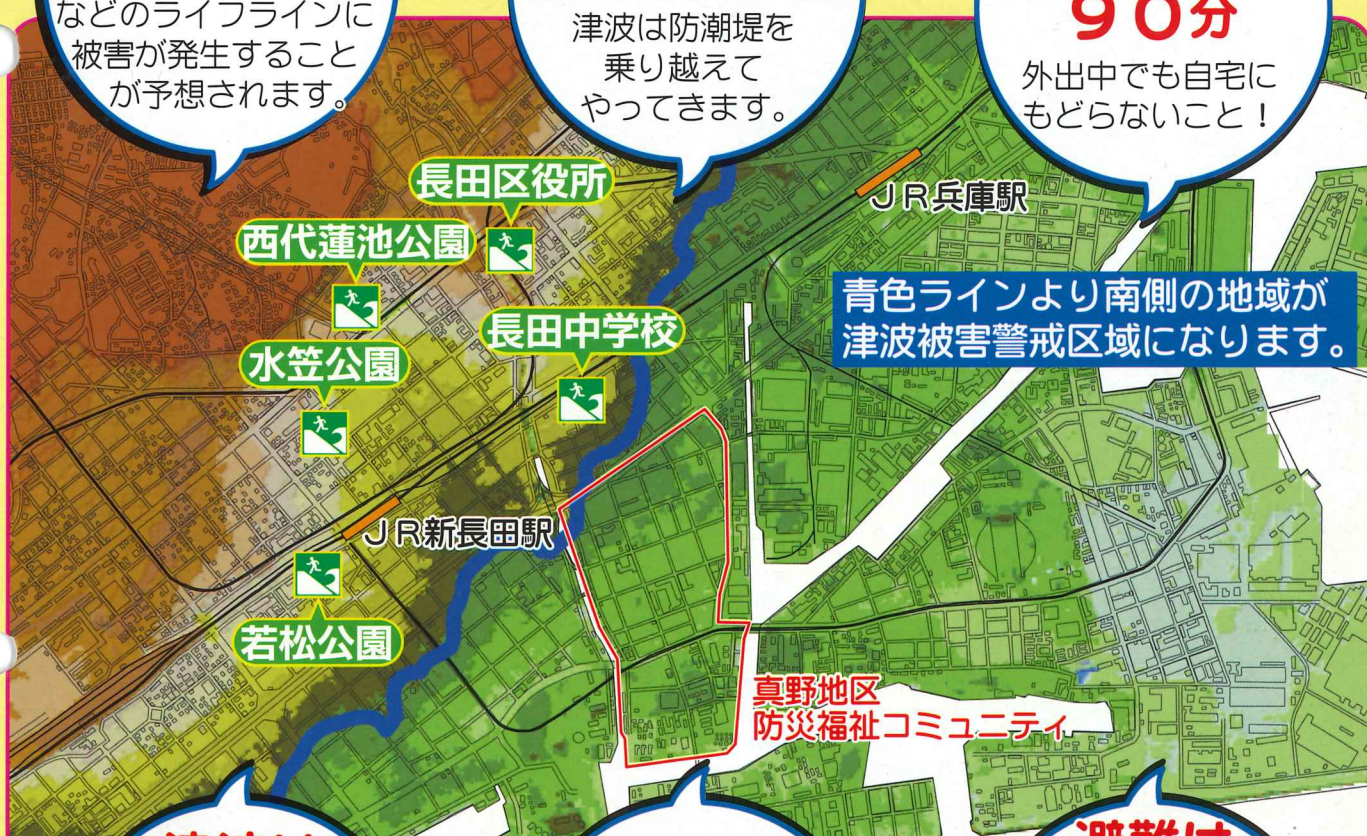 などのライフラインに
被害が発生すること
が予想されます。
津波は防潮堤を
乗り越えて
やってきます。
90分
外出中でも自宅に
もどらないこと！
長田区役所
西代蓮池公園
JR兵庫駅
青色ラインより南側の地域が
津波被害警戒区域になります。
長田中学校
水笠公園
JR新長田駅
若松公園
真野地区
防災福祉コミュニティ
避難は